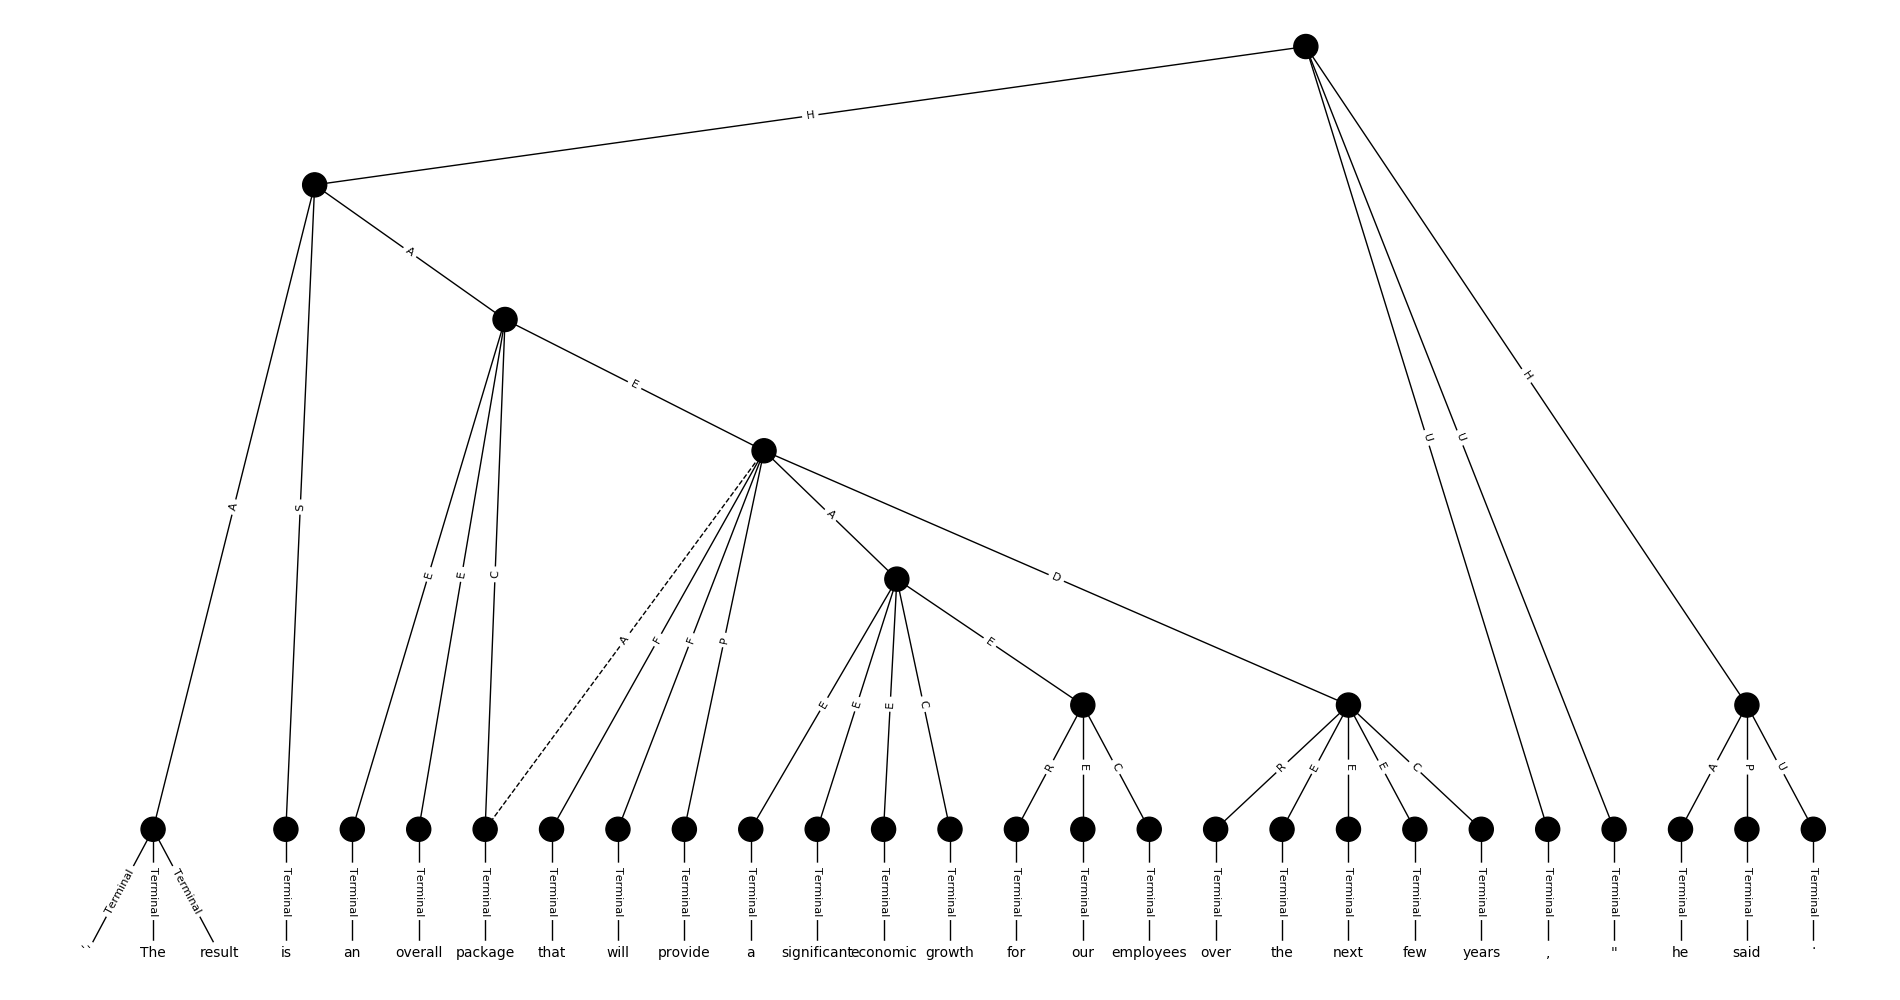 H
A
A S E
E E C
A F F P A D
E E E C E
R E C
R E E E C
U U H
A P U
Terminal Terminal Terminal Terminal Terminal Terminal Terminal Terminal Terminal Terminal Terminal Terminal Terminal Terminal Terminal Terminal Terminal Terminal Terminal Terminal Terminal Terminal Terminal Terminal Terminal Terminal Terminal
`` The result is an overall package that will provide a significant economic growth for our employees over the next few years , " he said .